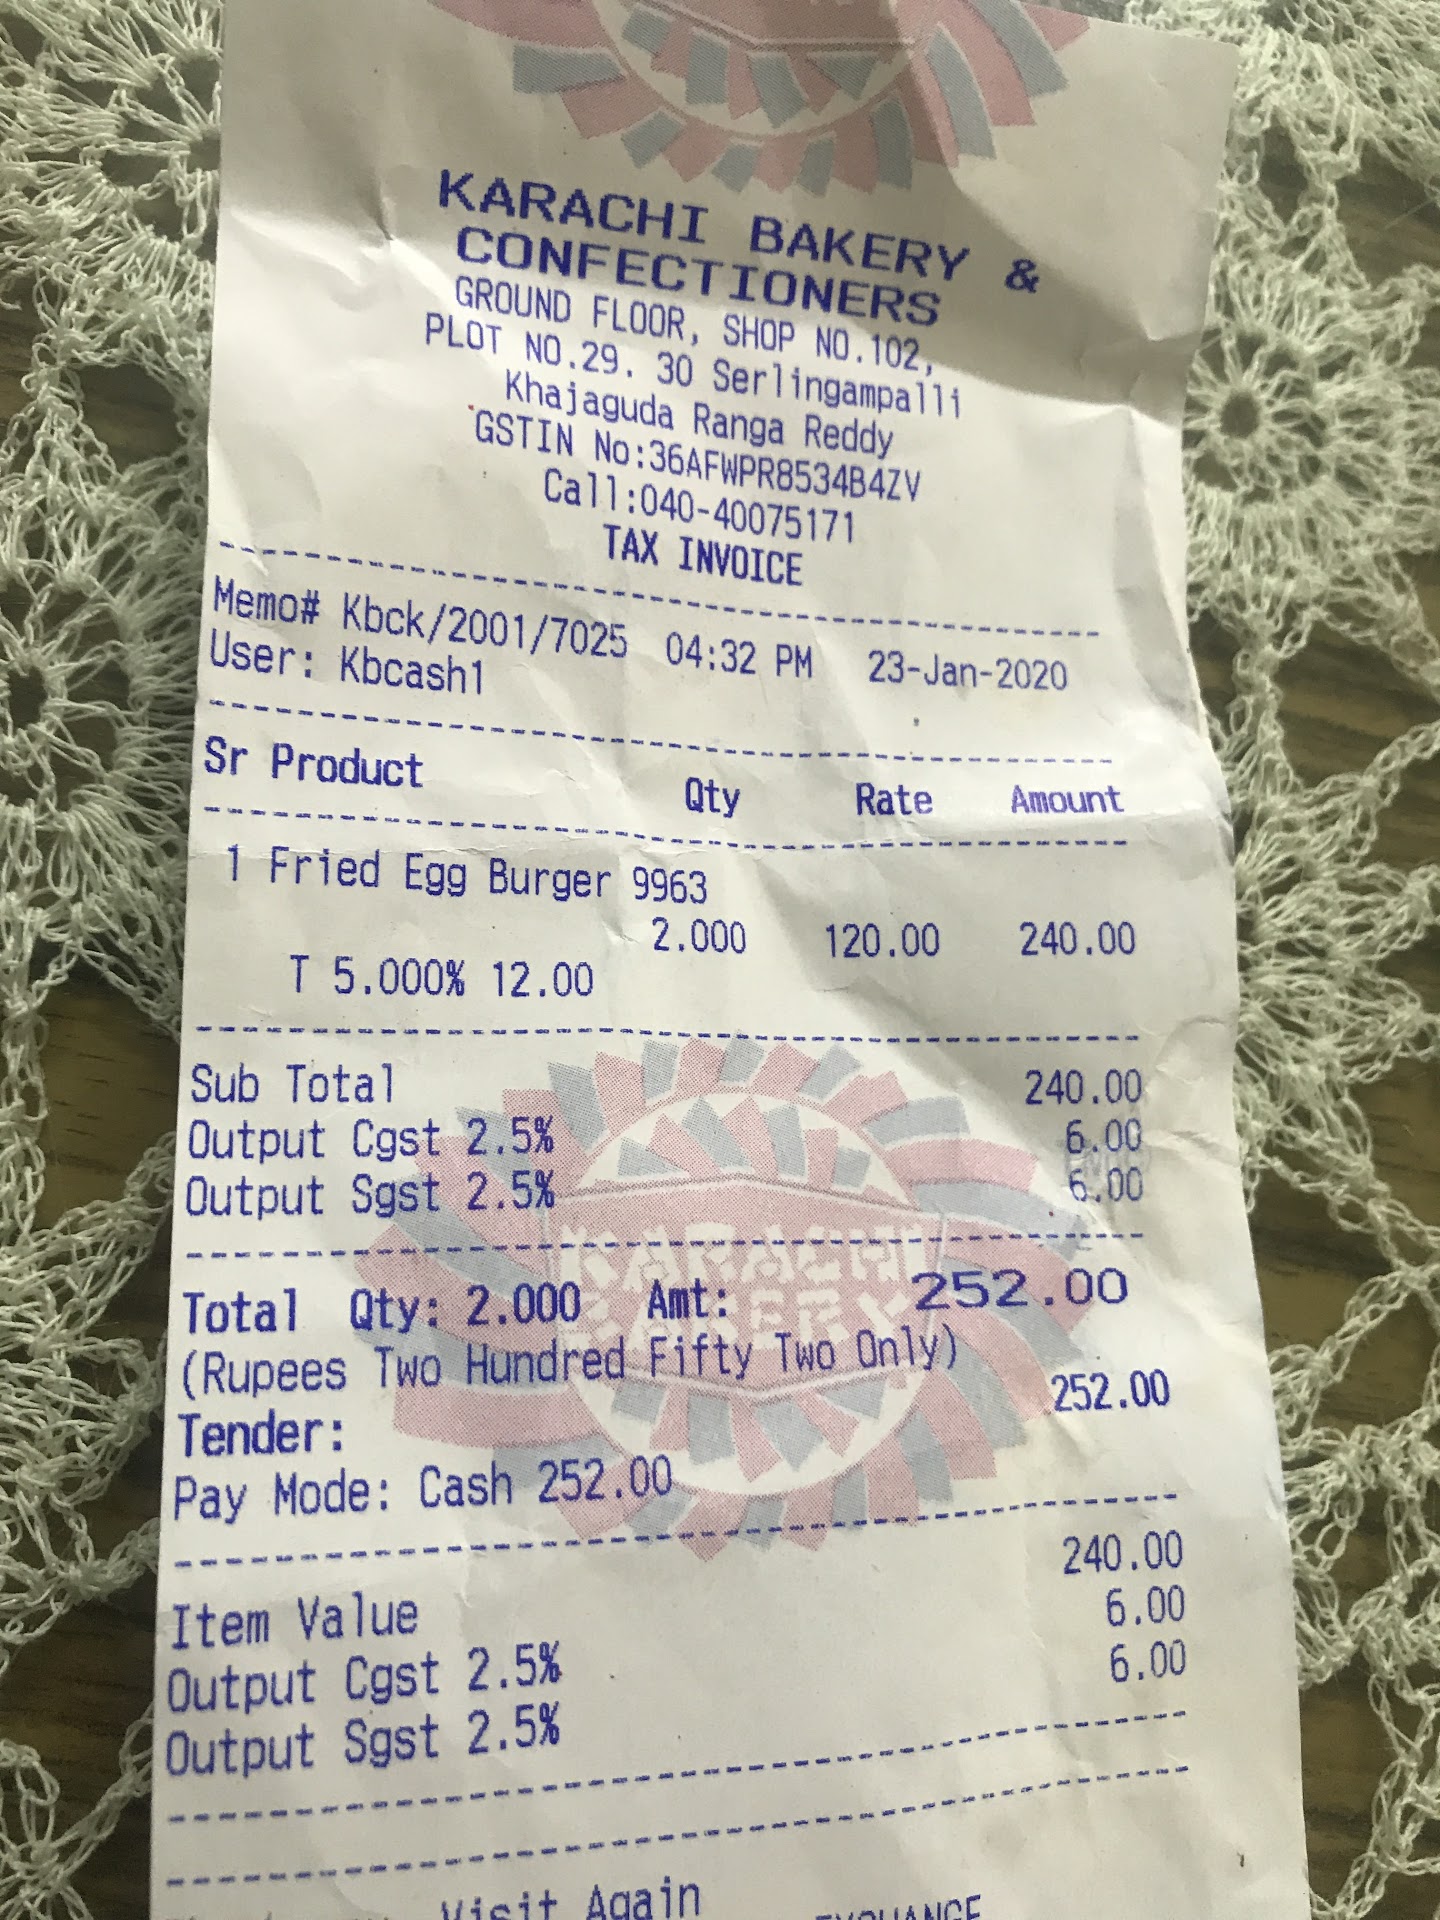 KARACHI BAKERY &
CONFECTIONERS
GROUND FLOOR, SHOP NO.102,
PLOT NO.29. 30 Serlingampalli
Khajaguda Ranga Reddy
GSTIN No:36AFWPR8534B4ZV
Call:040-40075171
TAX INVOICE
Memo# Kbck/2001/7025 04:32 PM 23-Jan-2020
User: Kbcash1
Sr Product Qty Rate Amount
1 Fried Egg Burger 9963
2.000 120.00 240.00
T 5.000% 12.00
Sub Total 240.00
Output Cgst 2.5% 6.00
Output Sgst 2.5% 6.00
KARACHI
BAKERY
Total Qty: 2.000 Amt: 252.00
(Rupees Two Hundred Fifty Two Only)
Tender: 252.00
Pay Mode: Cash 252.00
Item Value 240.00
Output Cgst 2.5% 6.00
Output Sgst 2.5% 6.00
Visit Again
EXCHANGE